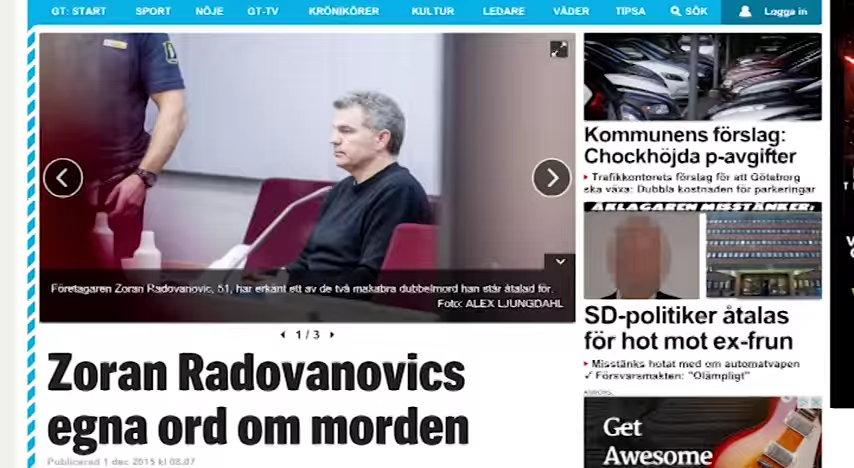 GT: START SPORT NÖJE GT-TV KRÖNIKÖRER KULTUR LEDARE VÄDER TIPSA SÖK Logga in
Företagaren Zoran Radovanovic, 51, har erkänt ett av de två makabra dubbelmord han står åtalad för.
Foto: ALEX LJUNGDAHL
1 / 3
Zoran Radovanovics
egna ord om morden
Publicerad 1 dec 2015 kl 08.07
Kommunens förslag:
Chockhöjda p-avgifter
Trafikkontorets förslag för att Göteborg
ska växa: Dubbla kostnaden för parkeringar
ÅKLAGAREN MISSTÄNKER:
SD-politiker åtalas
för hot mot ex-frun
Misstänks hotat med om automatvapen
✓ Försvarsmakten: "Olämpligt"
Get
Awesome